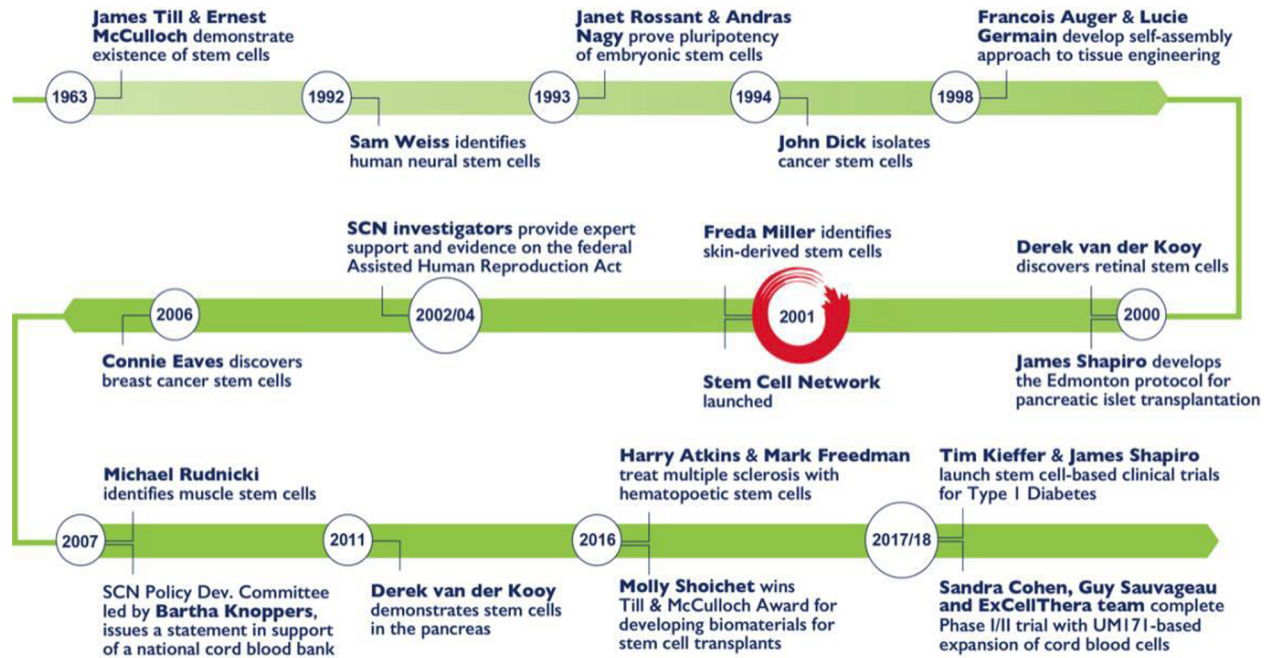 James Till & Ernest
McCulloch demonstrate
existence of stem cells
1963
1992
Sam Weiss identifies
human neural stem cells
Janet Rossant & Andras
Nagy prove pluripotency
of embryonic stem cells
1993
1994
John Dick isolates
cancer stem cells
Francois Auger & Lucie
Germain develop self-assembly
approach to tissue engineering
1998
Derek van der Kooy
discovers retinal stem cells
2000
James Shapiro develops
the Edmonton protocol for
pancreatic islet transplantation
Freda Miller identifies
skin-derived stem cells
2001
Stem Cell Network
launched
SCN investigators provide expert
support and evidence on the federal
Assisted Human Reproduction Act
2002/04
2006
Connie Eaves discovers
breast cancer stem cells
Michael Rudnicki
identifies muscle stem cells
2007
SCN Policy Dev. Committee
led by Bartha Knoppers,
issues a statement in support
of a national cord blood bank
2011
Derek van der Kooy
demonstrates stem cells
in the pancreas
Harry Atkins & Mark Freedman
treat multiple sclerosis with
hematopoetic stem cells
2016
Molly Shoichet wins
Till & McCulloch Award for
developing biomaterials for
stem cell transplants
Tim Kieffer & James Shapiro
launch stem cell-based clinical trials
for Type 1 Diabetes
2017/18
Sandra Cohen, Guy Sauvageau
and ExCellThera team complete
Phase I/II trial with UM171-based
expansion of cord blood cells